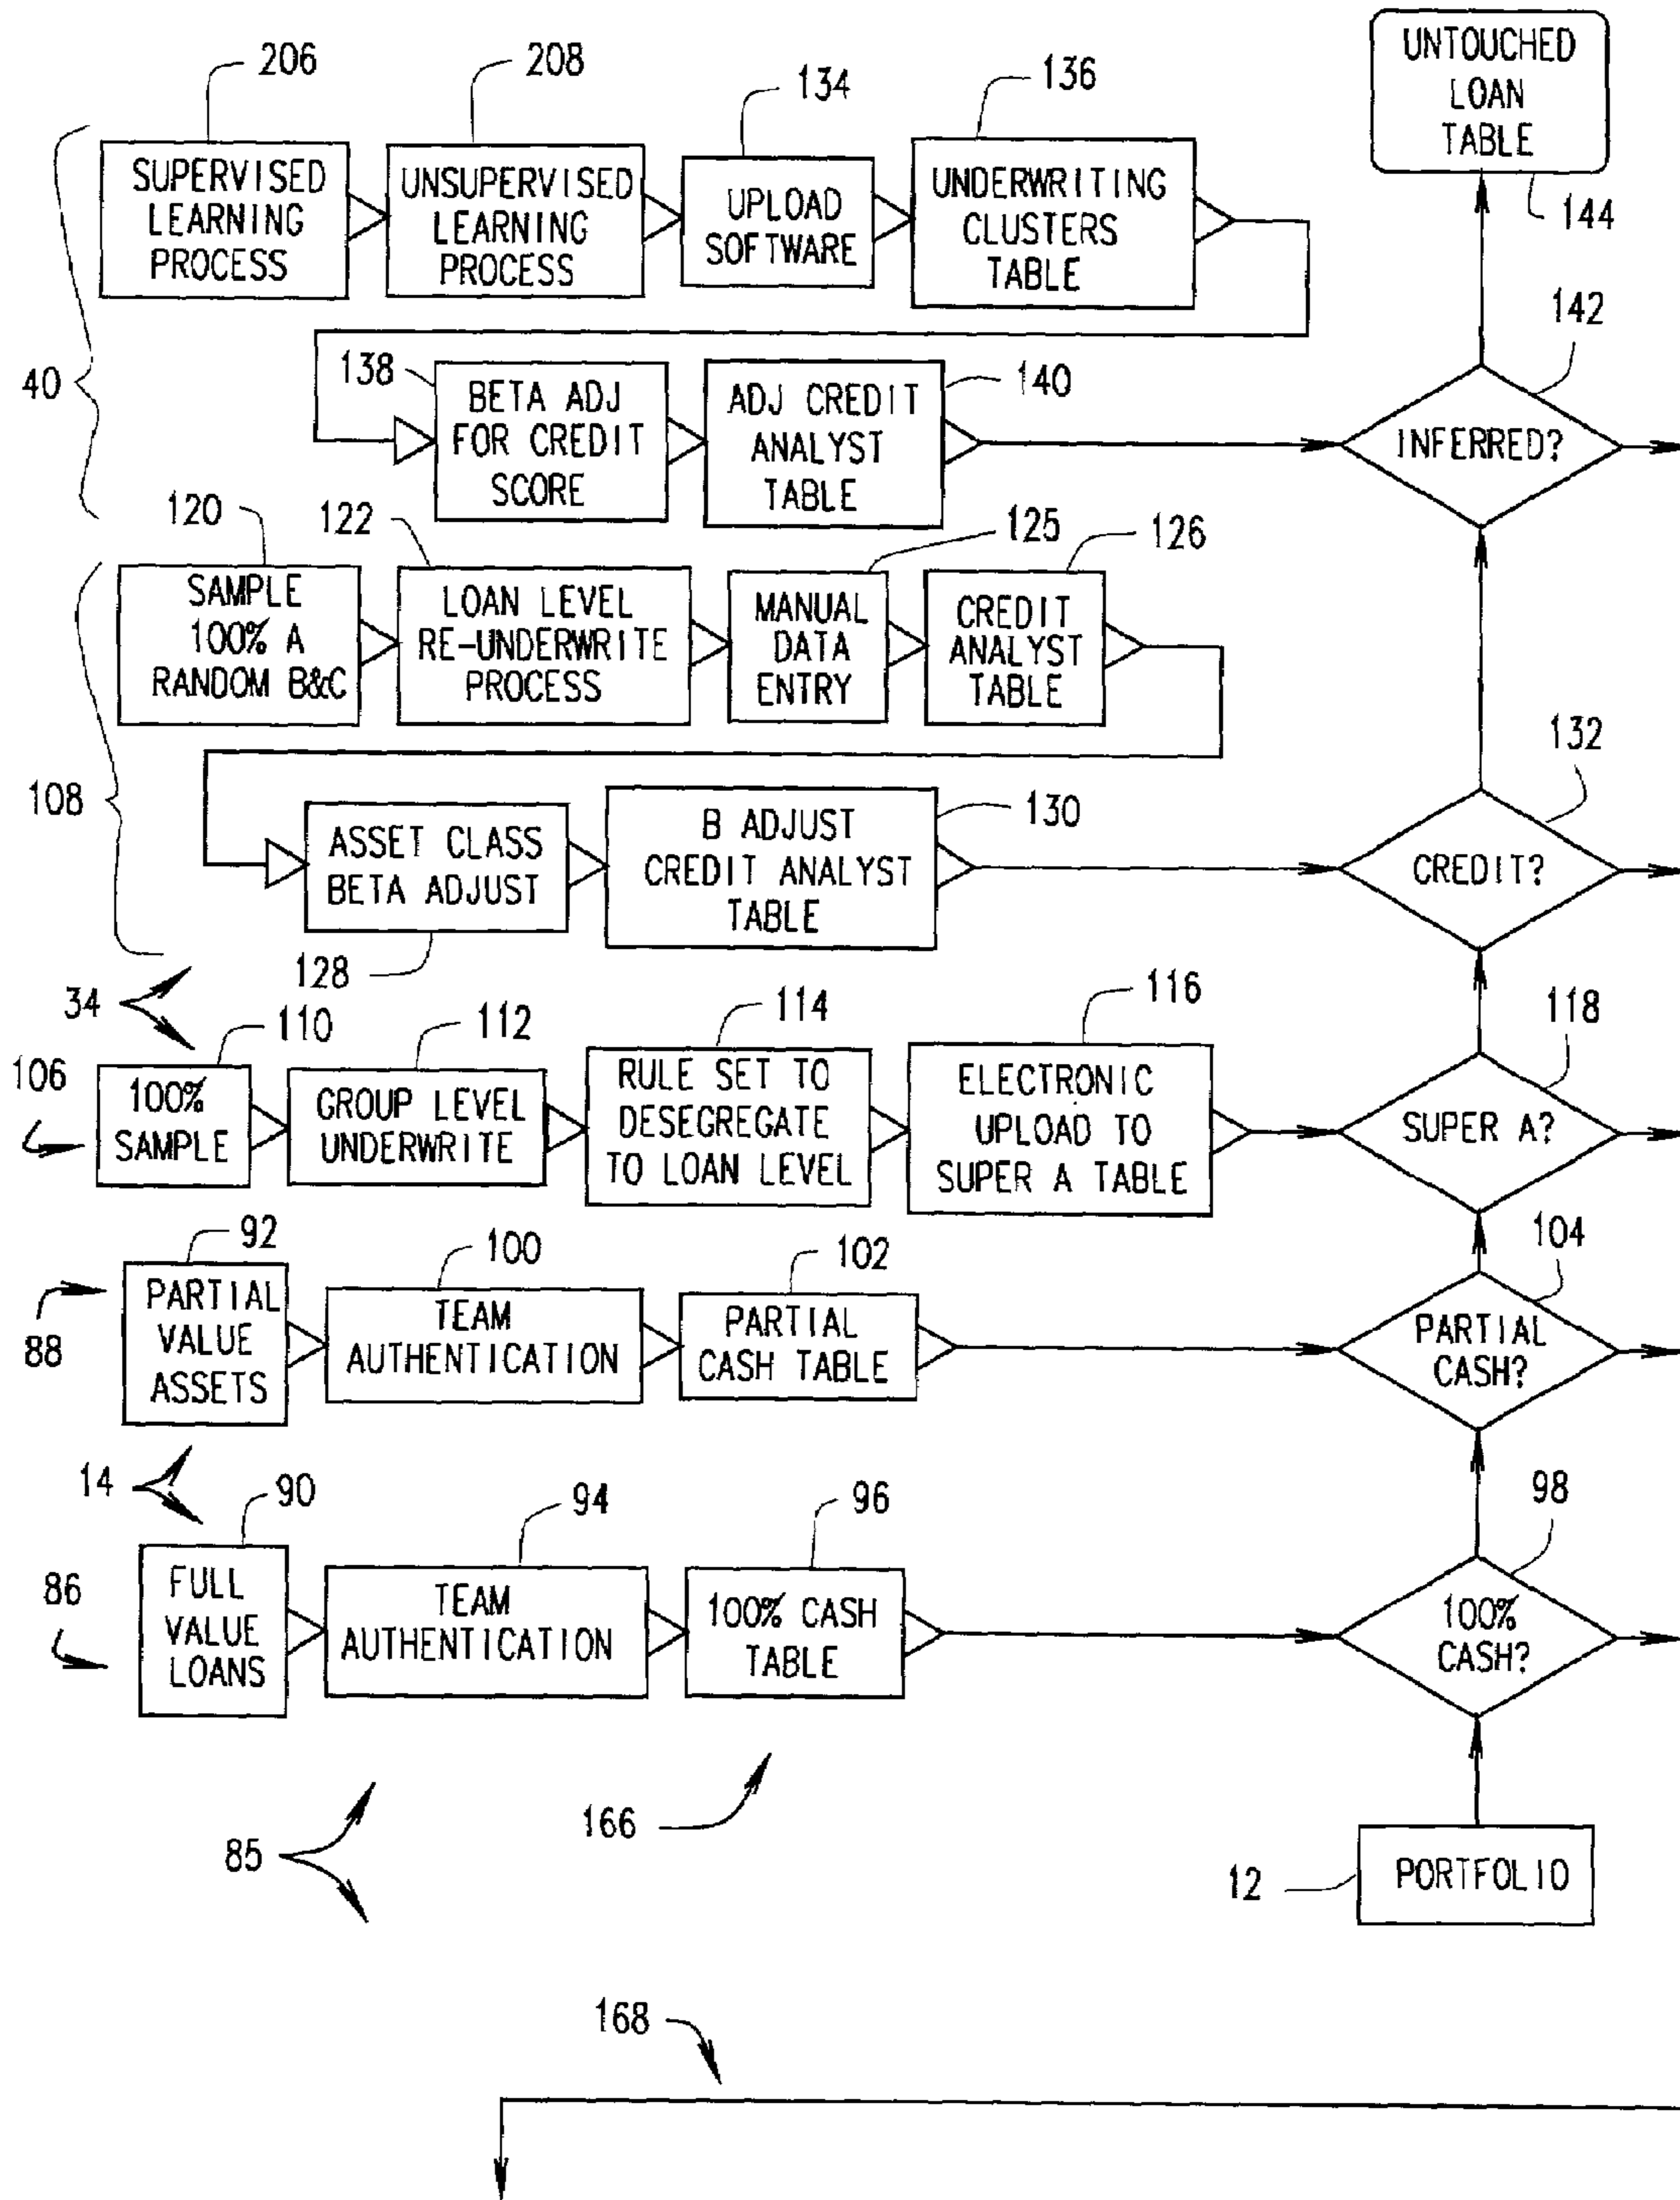 206
208
134
136
UNTOUCHED
LOAN
TABLE
144
SUPERVISED
LEARNING
PROCESS
UNSUPERVISED
LEARNING
PROCESS
UPLOAD
SOFTWARE
UNDERWRITING
CLUSTERS
TABLE
40
138
BETA ADJ
FOR CREDIT
SCORE
ADJ CREDIT
ANALYST
TABLE
140
142
INFERRED?
120
122
125
126
SAMPLE
100% A
RANDOM B&C
LOAN LEVEL
RE-UNDERWRITE
PROCESS
MANUAL
DATA
ENTRY
CREDIT
ANALYST
TABLE
108
ASSET CLASS
BETA ADJUST
128
B ADJUST
CREDIT ANALYST
TABLE
130
132
CREDIT?
34
106
110
112
114
116
118
100%
SAMPLE
GROUP LEVEL
UNDERWRITE
RULE SET TO
DESEGREGATE
TO LOAN LEVEL
ELECTRONIC
UPLOAD TO
SUPER A TABLE
SUPER A?
88
92
100
102
104
PARTIAL
VALUE
ASSETS
TEAM
AUTHENTICATION
PARTIAL
CASH TABLE
PARTIAL
CASH?
14
86
90
94
96
98
FULL
VALUE
LOANS
TEAM
AUTHENTICATION
100% CASH
TABLE
100%
CASH?
85
166
12
PORTFOLIO
168